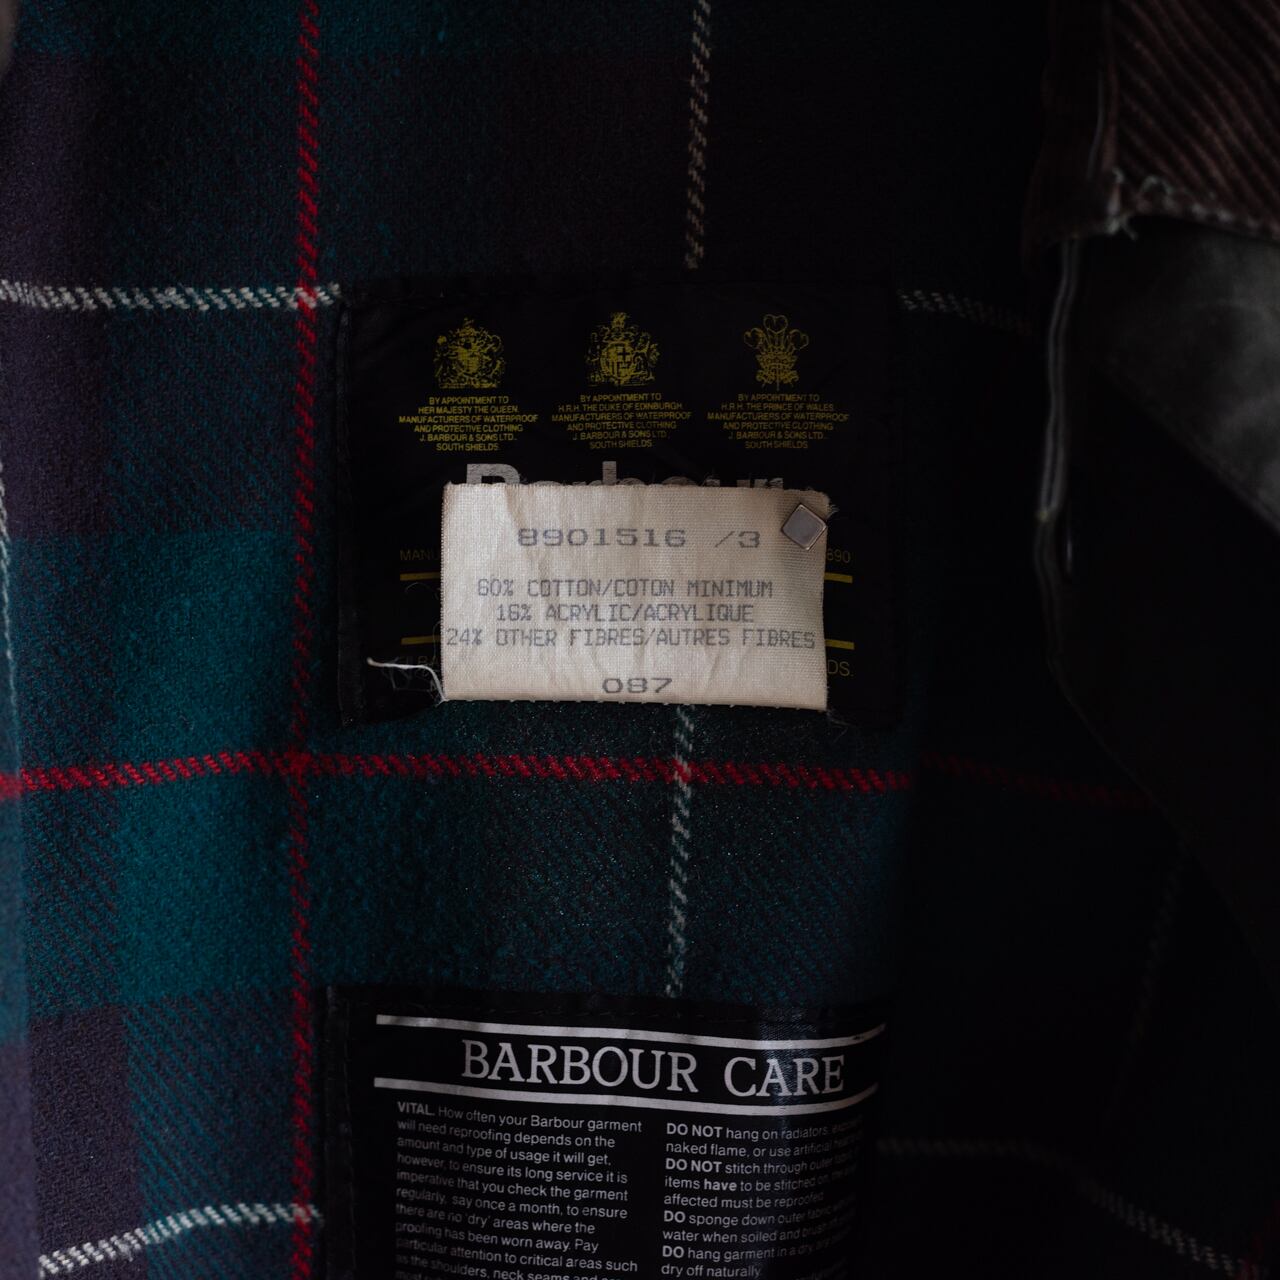 BY APPOINTMENT TO
HER MAJESTY THE QUEEN
MANUFACTURERS OF WATERPROOF
AND PROTECTIVE CLOTHING
J. BARBOUR & SONS LTD.,
SOUTH SHIELDS.
BY APPOINTMENT TO
H.R.H. THE DUKE OF EDINBURGH
MANUFACTURERS OF WATERPROOF
AND PROTECTIVE CLOTHING
J. BARBOUR & SONS LTD.,
SOUTH SHIELDS.
BY APPOINTMENT TO
H.R.H. THE PRINCE OF WALES
MANUFACTURERS OF WATERPROOF
AND PROTECTIVE CLOTHING
J. BARBOUR & SONS LTD.,
SOUTH SHIELDS.
Barbour
8901516 /3
60% COTTON/COTON MINIMUM
16% ACRYLIC/ACRYLIQUE
24% OTHER FIBRES/AUTRES FIBRES
087
BARBOUR CARE
VITAL. How often your Barbour garment
will need reproofing depends on the
amount and type of usage it will get,
however, to ensure its long service it is
imperative that you check the garment
regularly, say once a month, to ensure
there are no 'dry' areas where the
proofing has been worn away. Pay
particular attention to critical areas such
as the shoulders, neck seams and
DO NOT hang on radiators,
naked flame, or use artificial
DO NOT stitch through outer
items have to be stitched on,
affected must be reproofed.
DO sponge down outer fabric
water when soiled and brush
DO hang garment in a
dry off naturally.